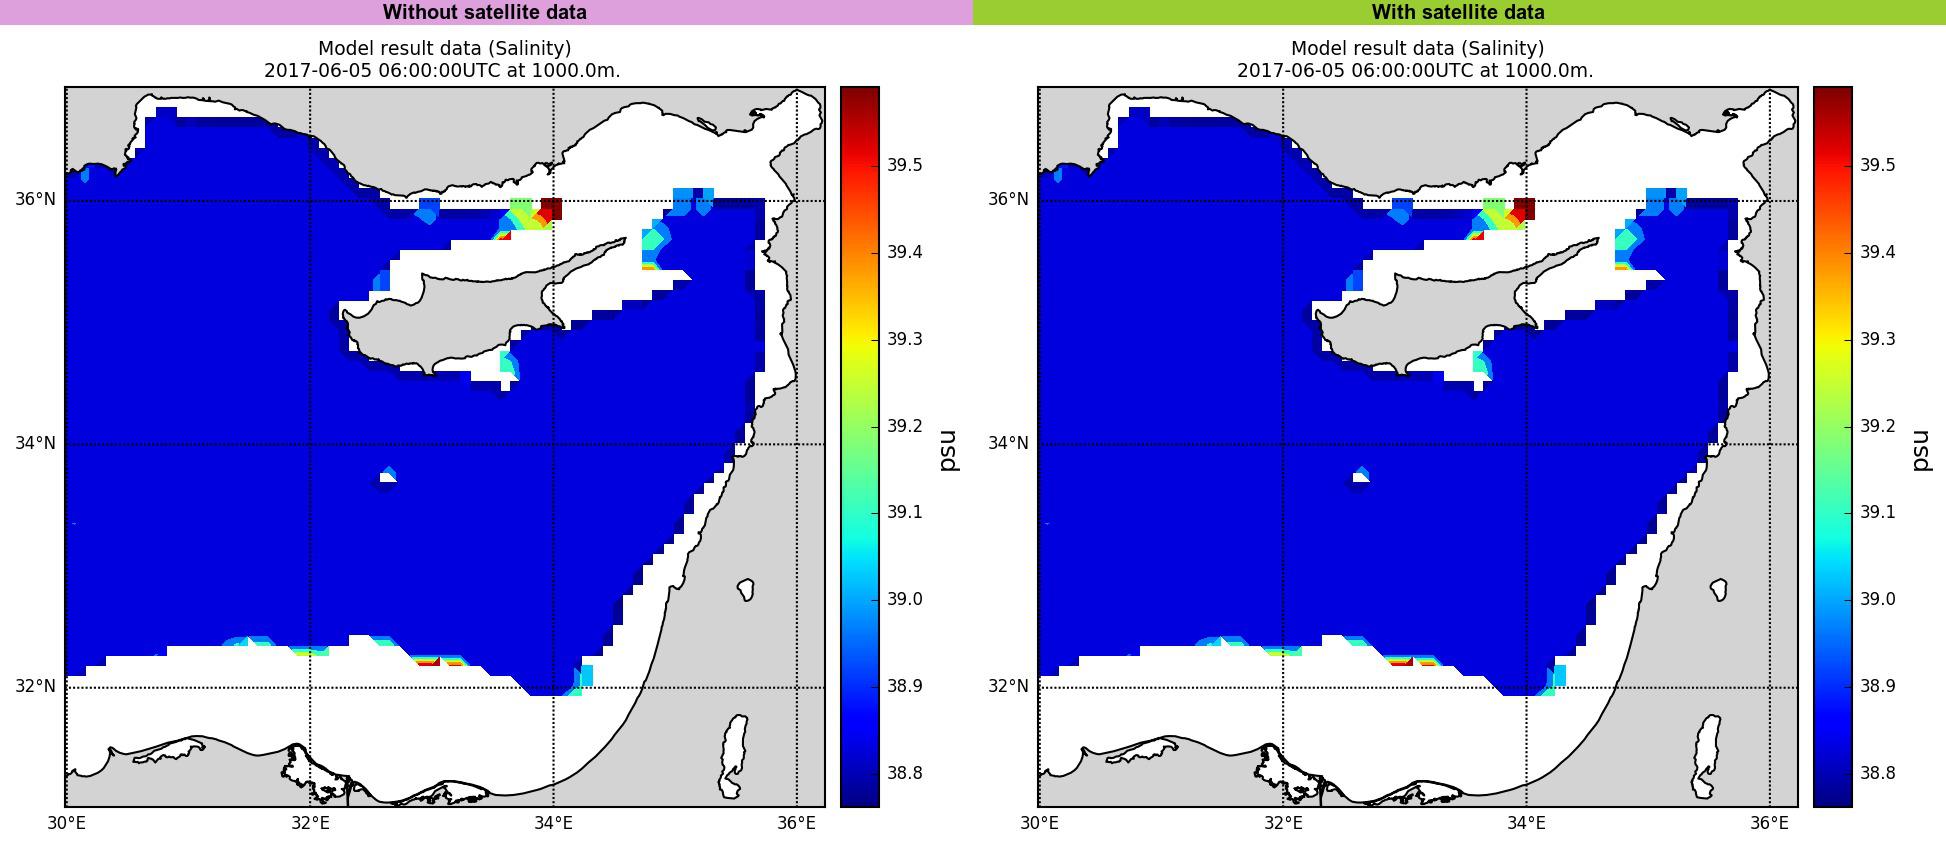 Without satellite data
With satellite data
Model result data (Salinity)
2017-06-05 06:00:00UTC at 1000.0m.
36°N
34°N
32°N
30°E
32°E
34°E
36°E
39.5
39.4
39.3
39.2
39.1
39.0
38.9
38.8
psu
Model result data (Salinity)
2017-06-05 06:00:00UTC at 1000.0m.
36°N
34°N
32°N
30°E
32°E
34°E
36°E
39.5
39.4
39.3
39.2
39.1
39.0
38.9
38.8
psu